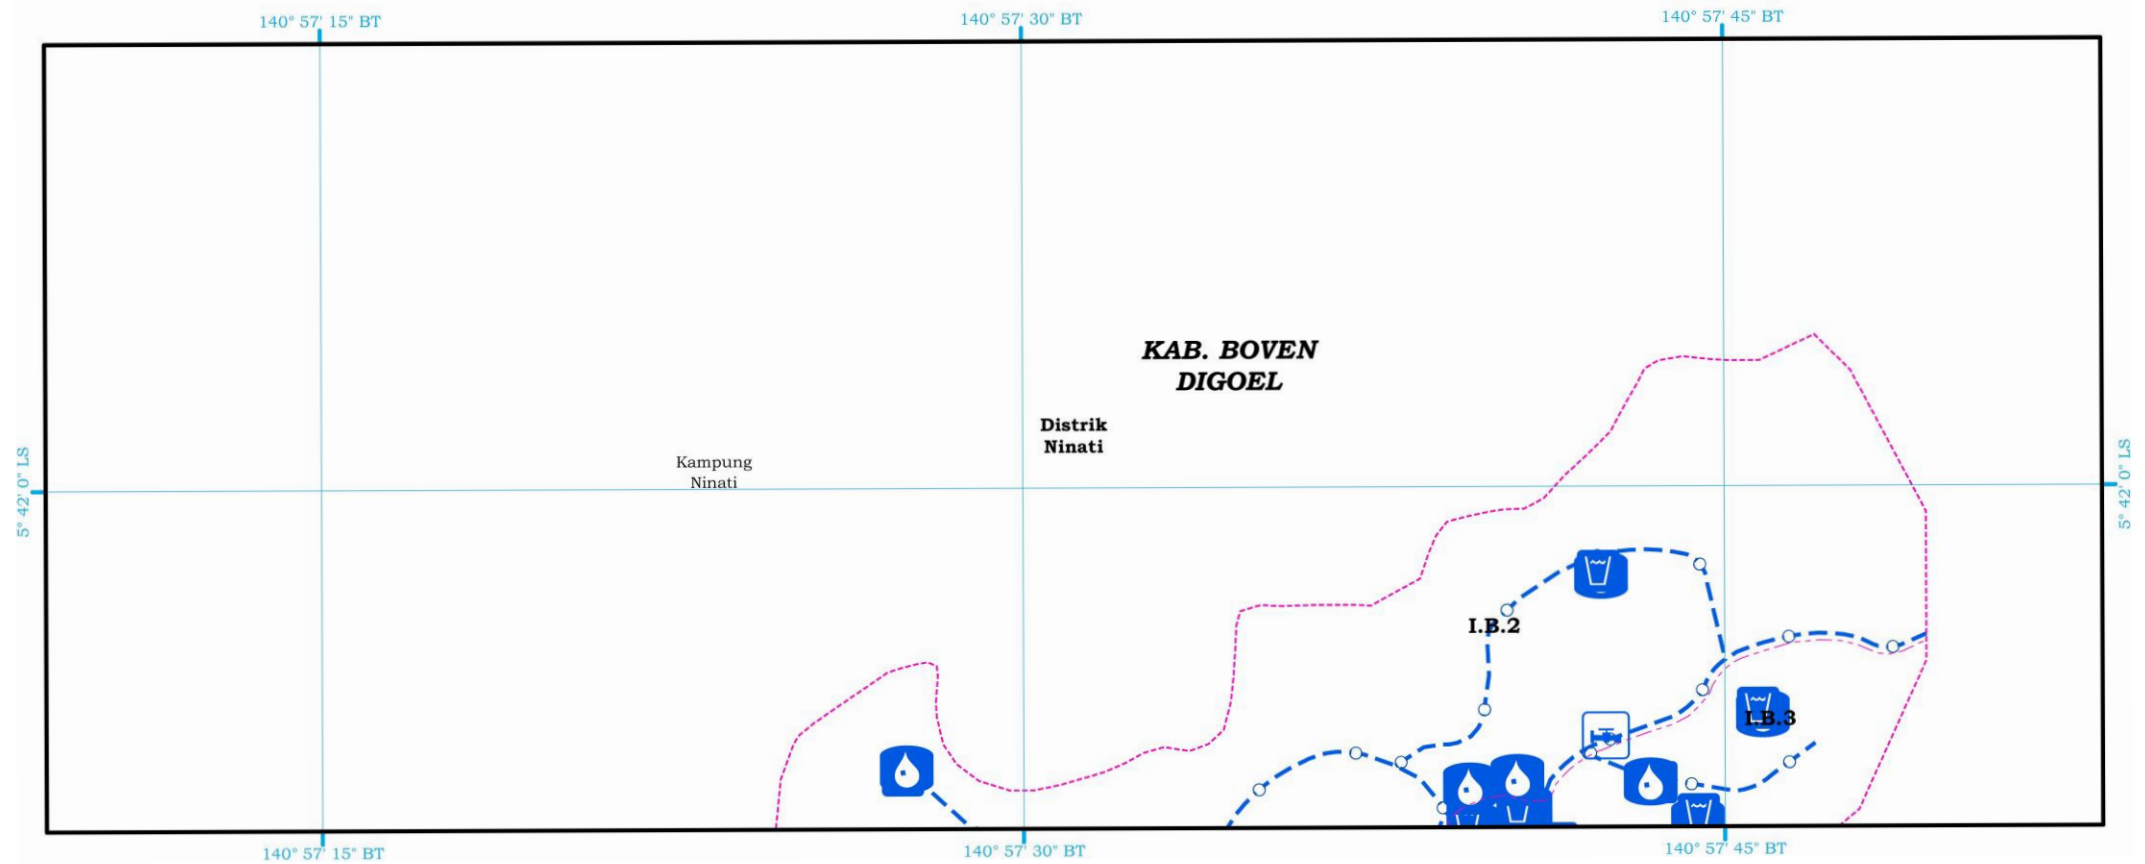 140° 57' 15" BT
140° 57' 30" BT
140° 57' 45" BT
KAB. BOVEN
DIGOEL
Distrik
Ninati
Kampung
Ninati
5° 42' 0" LS
5° 42' 0" LS
I.B.2
I.B.3
140° 57' 15" BT
140° 57' 30" BT
140° 57' 45" BT